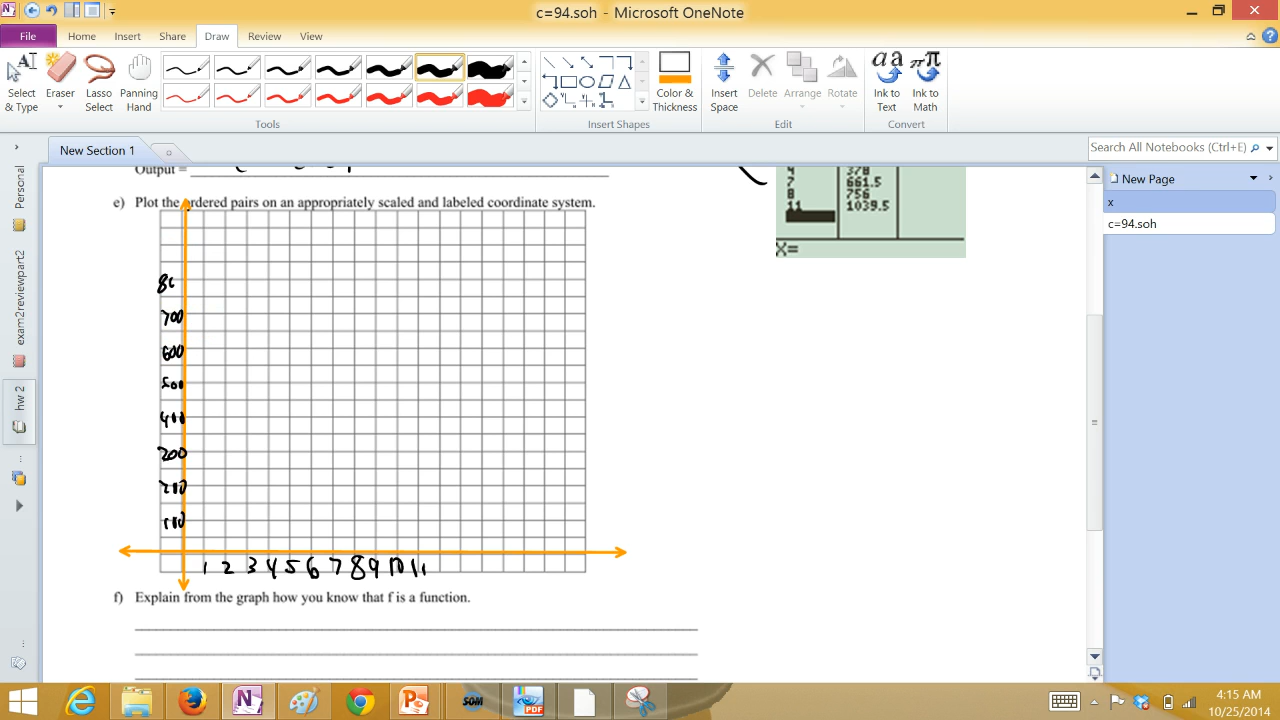 c=94.soh - Microsoft OneNote
File Home Insert Share Draw Review View
Select & Type Eraser Lasso Select Panning Hand Color & Thickness Insert Space Delete Arrange Rotate Ink to Text Ink to Math
Tools Insert Shapes Edit Convert
New Section 1
Search All Notebooks (Ctrl+E)
Personal
exam2reviewpart2
hw 2
New Page
x
c=94.soh
Output =
4 378
7 661.5
8 756
11 1039.5
X=
e) Plot the ordered pairs on an appropriately scaled and labeled coordinate system.
700
600
500
400
200
200
100
1 2 3 4 5 6 7 8 9 10 11
f) Explain from the graph how you know that f is a function.
SOM
PDF
4:15 AM
10/25/2014